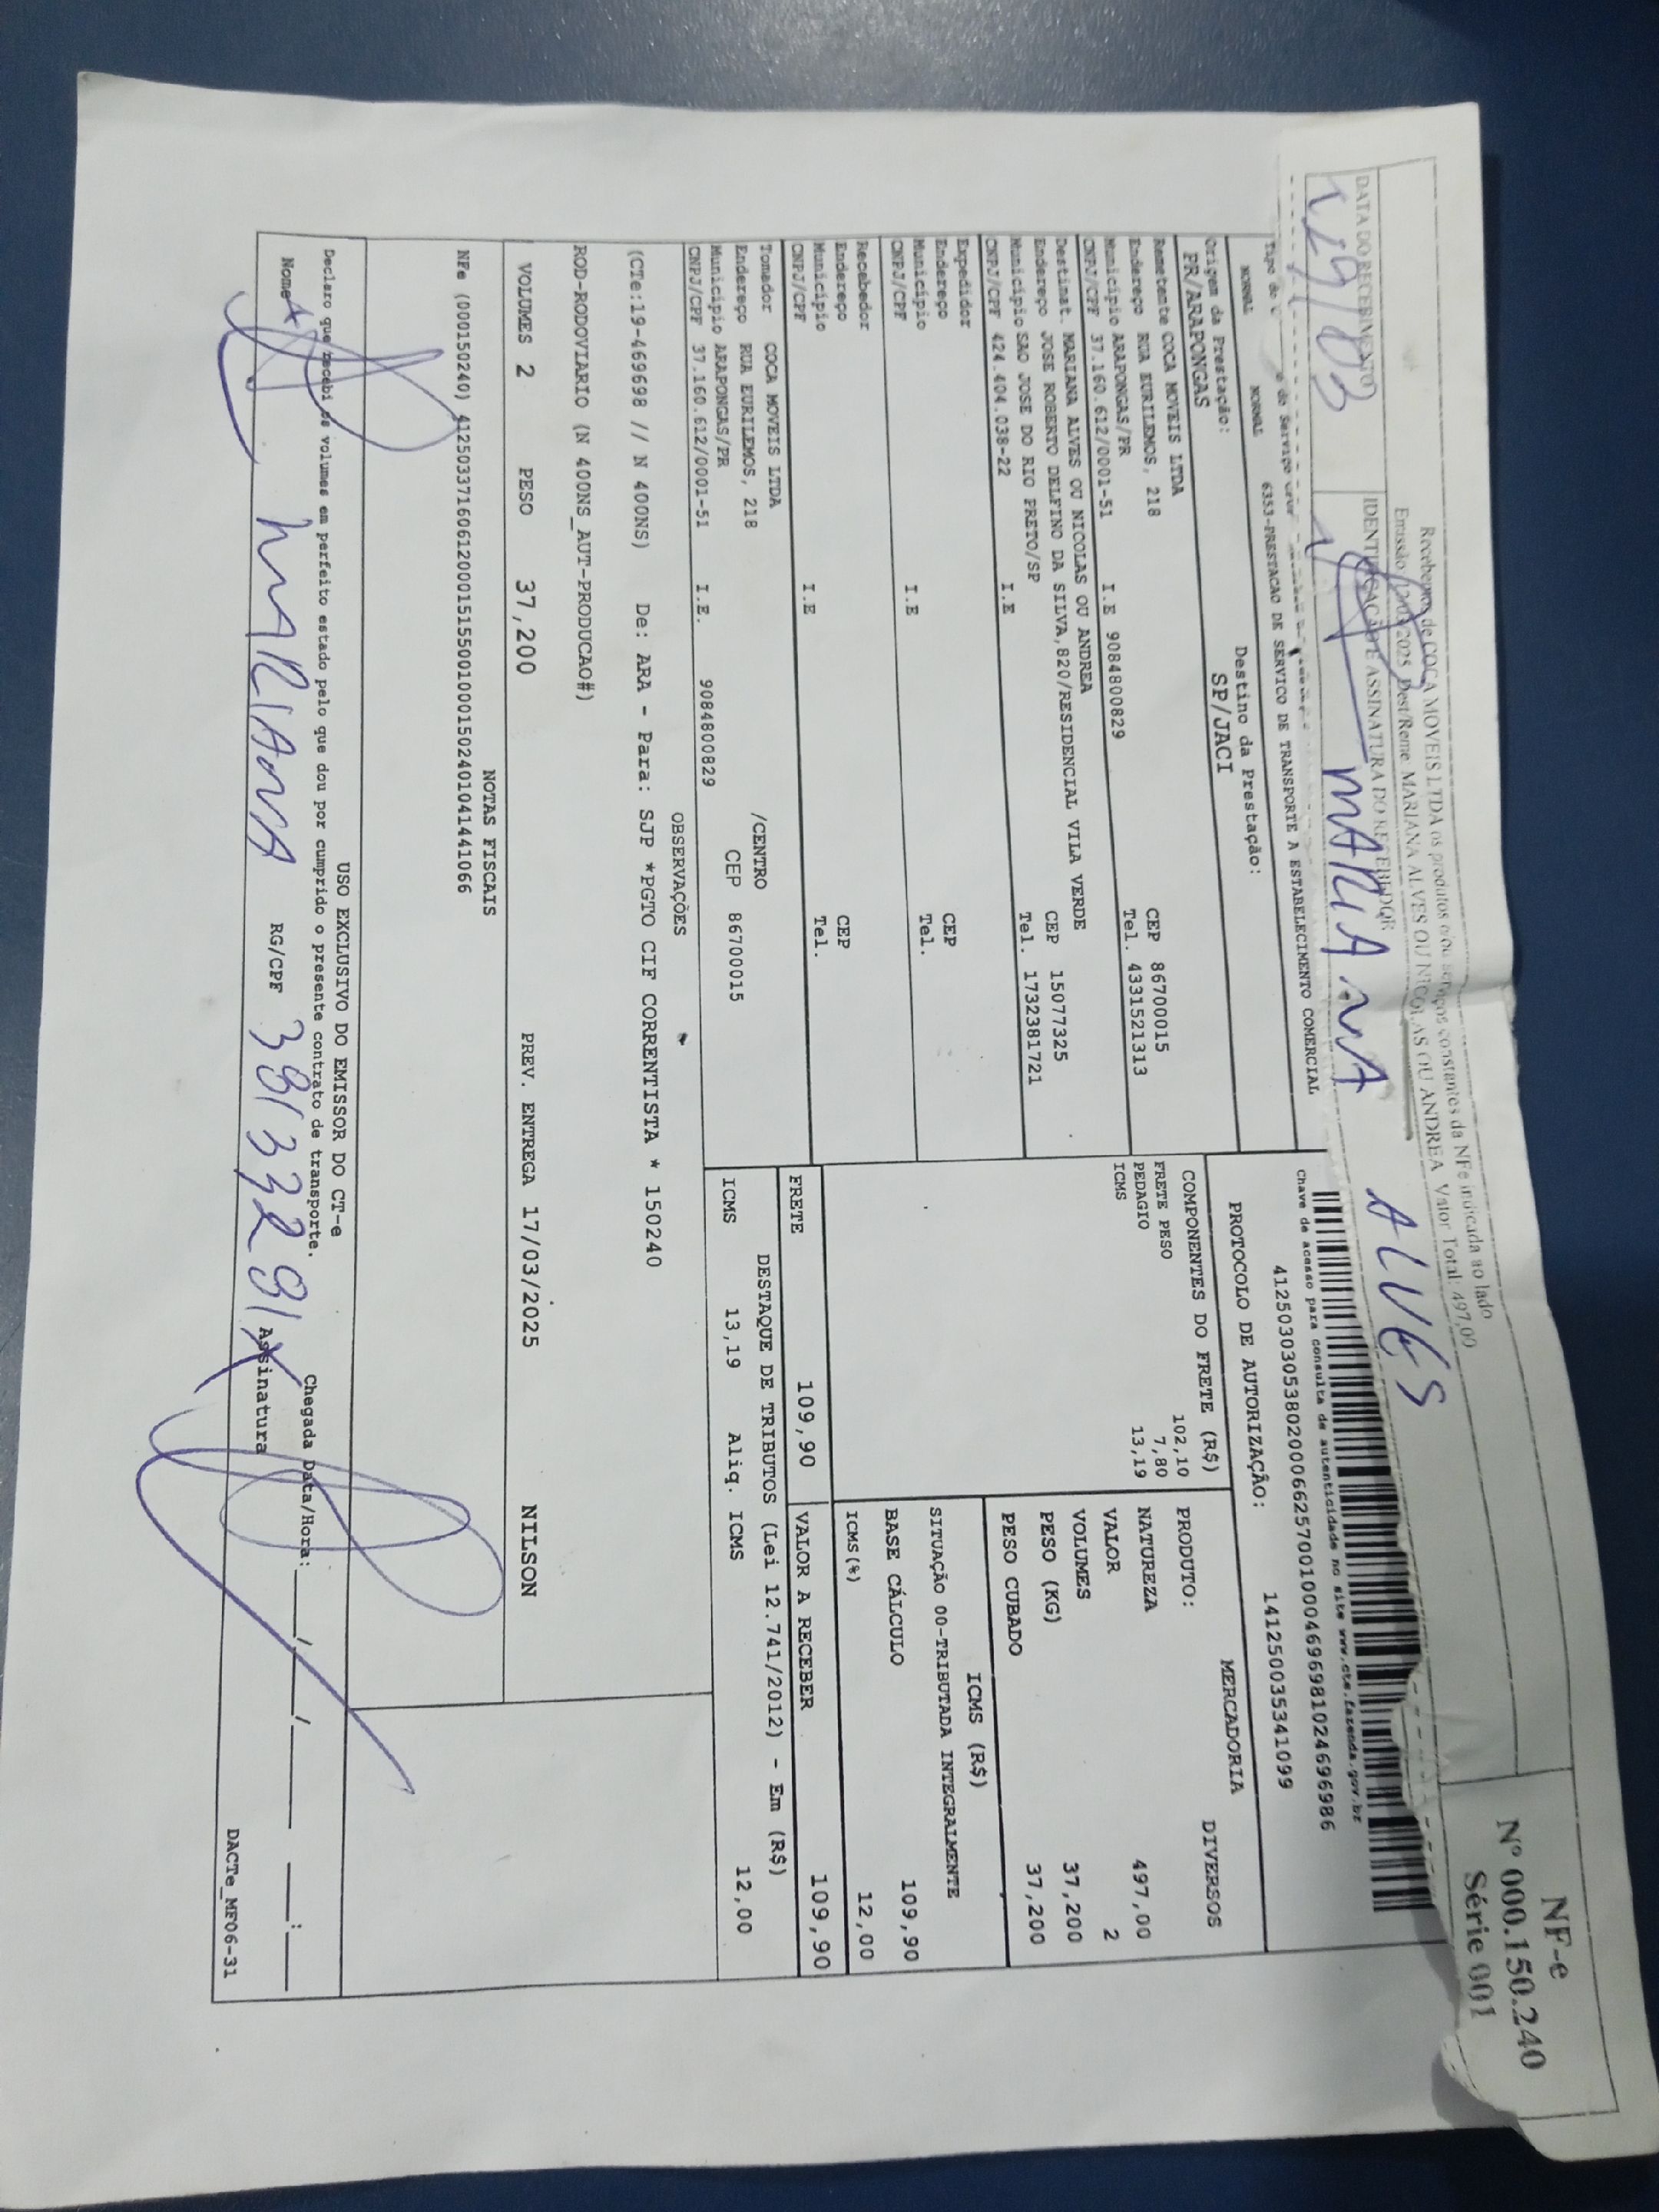 Recebemos de COCA MOVEIS LTDA os produtos e/ou serviços constantes da NFe indicada ao lado
Emissão: 2025 Dest/Reme: MARIANA ALVES OU NICOLAS OU ANDREA Valor Total: 497,00
NF-e
Nº 000.150.240
Série 001
DATA DO RECEBIMENTO
IDENTIFICAÇÃO E ASSINATURA DO RECEBEDOR
MARIANA ALVES
Tipo do
NORMAL
de Serviço
NORMAL
6353-PRESTACAO DE SERVICO DE TRANSPORTE A ESTABELECIMENTO COMERCIAL
Chave de acesso para consulta de autenticidade no site www.cte.fazenda.gov.br
41250303053802000662570010004696981024696986
PROTOCOLO DE AUTORIZAÇÃO:
141250035341099
Origem da Prestação:
PR/ARAPONGAS
Destino da Prestação:
SP/JACI
Remetente COCA MOVEIS LTDA
Endereço RUA EURILEMOS, 218
CEP 86700015
Município ARAPONGAS/PR
Tel. 4331521313
CNPJ/CPF 37.160.612/0001-51 I.E 9084800829
Destinat. MARIANA ALVES OU NICOLAS OU ANDREA
Endereço JOSE ROBERTO DELFINO DA SILVA,820/RESIDENCIAL VILA VERDE
CEP 15077325
Município SAO JOSE DO RIO PRETO/SP
Tel. 1732381721
CNPJ/CPF 424.404.038-22 I.E
Expedidor
Endereço
CEP
Município
Tel.
CNPJ/CPF I.E
Recebedor
Endereço
CEP
Município
Tel.
CNPJ/CPF I.E
Tomador COCA MOVEIS LTDA
Endereço RUA EURILEMOS, 218 /CENTRO
Município ARAPONGAS/PR CEP 86700015
CNPJ/CPF 37.160.612/0001-51 I.E. 9084800829
COMPONENTES DO FRETE (R$)
FRETE PESO 102,10
PEDAGIO 7,80
ICMS 13,19
MERCADORIA
PRODUTO: DIVERSOS
NATUREZA
VALOR 497,00
VOLUMES 2
PESO (KG) 37,200
PESO CUBADO 37,200
ICMS (R$)
SITUAÇÃO 00-TRIBUTADA INTEGRALMENTE
BASE CÁLCULO 109,90
ICMS(%) 12,00
FRETE 109,90
VALOR A RECEBER 109,90
DESTAQUE DE TRIBUTOS (Lei 12.741/2012) - Em (R$)
ICMS 13,19 Aliq. ICMS 12,00
OBSERVAÇÕES
(CTe:19-469698 // N 400NS) De: ARA - Para: SJP *PGTO CIF CORRENTISTA * 150240
ROD-RODOVIARIO (N 400NS_AUT-PRODUCAO#)
VOLUMES 2 PESO 37,200 PREV. ENTREGA 17/03/2025 NILSON
NOTAS FISCAIS
NFe (000150240) 41250337160612000151550010001502401041441066
USO EXCLUSIVO DO EMISSOR DO CT-e
Declaro que recebi os volumes em perfeito estado pelo que dou por cumprido o presente contrato de transporte.
Chegada Data/Hora: ___/___/___ __:__
Nome MARIANA RG/CPF Assinatura
DACTe_MF06-31